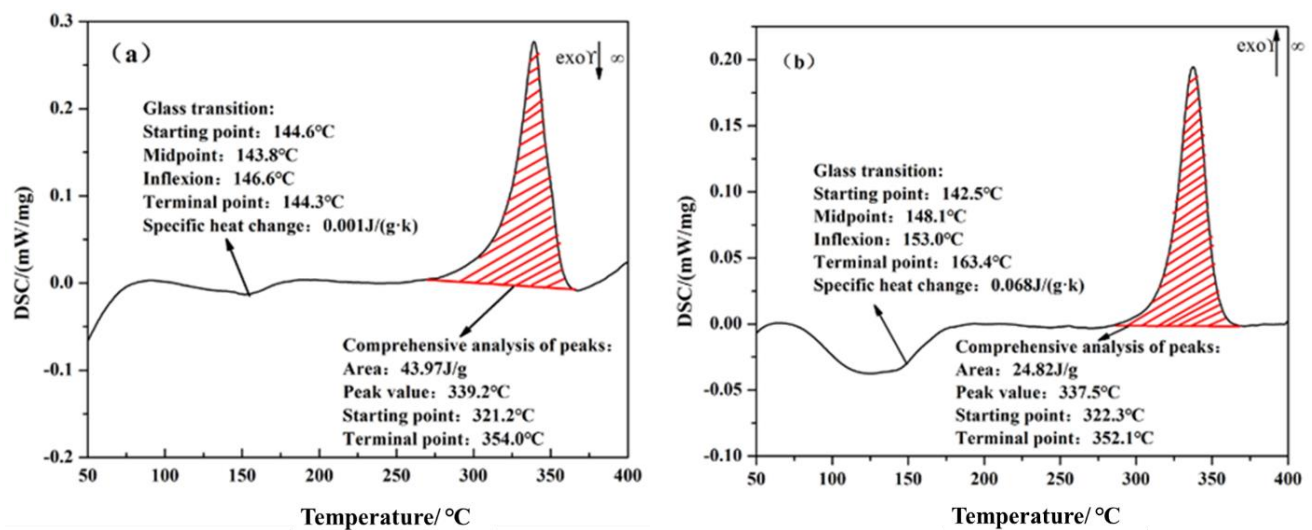 (a)
exoϒ ∞
Glass transition:
Starting point: 144.6℃
Midpoint: 143.8℃
Inflexion: 146.6℃
Terminal point: 144.3℃
Specific heat change: 0.001J/(g·k)
Comprehensive analysis of peaks:
Area: 43.97J/g
Peak value: 339.2℃
Starting point: 321.2℃
Terminal point: 354.0℃
DSC/(mW/mg)
0.3
0.2
0.1
0.0
-0.1
-0.2
50 100 150 200 250 300 350 400
Temperature/ ℃
(b)
exoϒ ∞
Glass transition:
Starting point: 142.5℃
Midpoint: 148.1℃
Inflexion: 153.0℃
Terminal point: 163.4℃
Specific heat change: 0.068J/(g·k)
Comprehensive analysis of peaks:
Area: 24.82J/g
Peak value: 337.5℃
Starting point: 322.3℃
Terminal point: 352.1℃
DSC/(mW/mg)
0.20
0.15
0.10
0.05
0.00
-0.05
-0.10
50 100 150 200 250 300 350 400
Temperature/ ℃